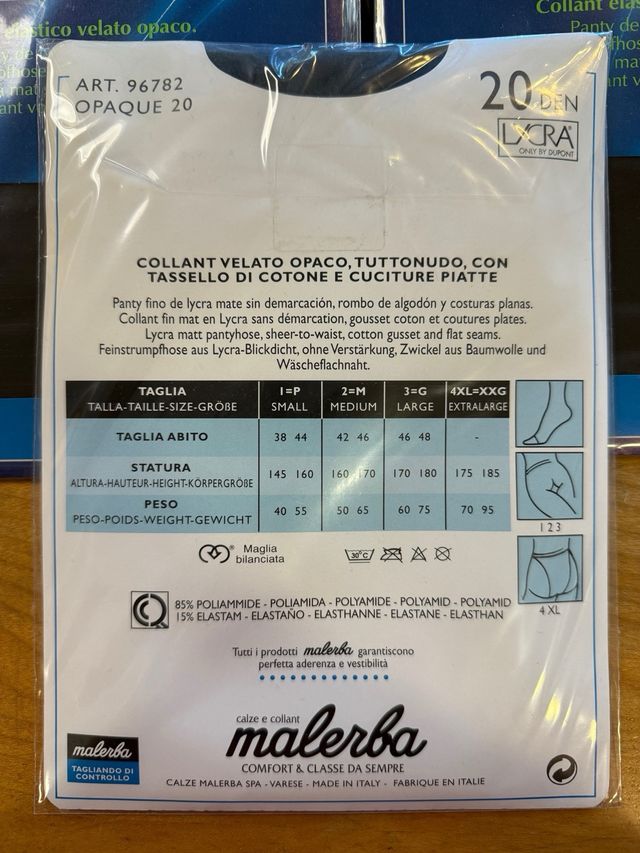 elastico velato opaco.
Collant
Panty de
ART. 96782
OPAQUE 20
20 DEN
LYCRA®
ONLY BY DUPONT
COLLANT VELATO OPACO, TUTTONUDO, CON
TASSELLO DI COTONE E CUCITURE PIATTE
Panty fino de lycra mate sin demarcación, rombo de algodón y costuras planas.
Collant fin mat en Lycra sans démarcation, gousset coton et coutures plates.
Lycra matt pantyhose, sheer-to-waist, cotton gusset and flat seams.
Feinstrumpfhose aus Lycra-Blickdicht, ohne Verstärkung, Zwickel aus Baumwolle und
Wäscheflachnaht.
TAGLIA 1=P 2=M 3=G 4XL=XXG
TALLA-TAILLE-SIZE-GRÖßE SMALL MEDIUM LARGE EXTRALARGE
TAGLIA ABITO 38 44 42 46 46 48 -
STATURA
ALTURA-HAUTEUR-HEIGHT-KÖRPERGRÖßE 145 160 160 170 170 180 175 185
PESO
PESO-POIDS-WEIGHT-GEWICHT 40 55 50 65 60 75 70 95
1 2 3
4 XL
Maglia
bilanciata
30°C
85% POLIAMMIDE - POLIAMIDA - POLYAMIDE - POLYAMID - POLYAMID
15% ELASTAM - ELASTAÑO - ELASTHANNE - ELASTANE - ELASTHAN
Tutti i prodotti malerba garantiscono
perfetta aderenza e vestibilità
calze e collant
malerba
COMFORT & CLASSE DA SEMPRE
CALZE MALERBA SPA - VARESE - MADE IN ITALY - FABRIQUE EN ITALIE
malerba
TAGLIANDO DI
CONTROLLO